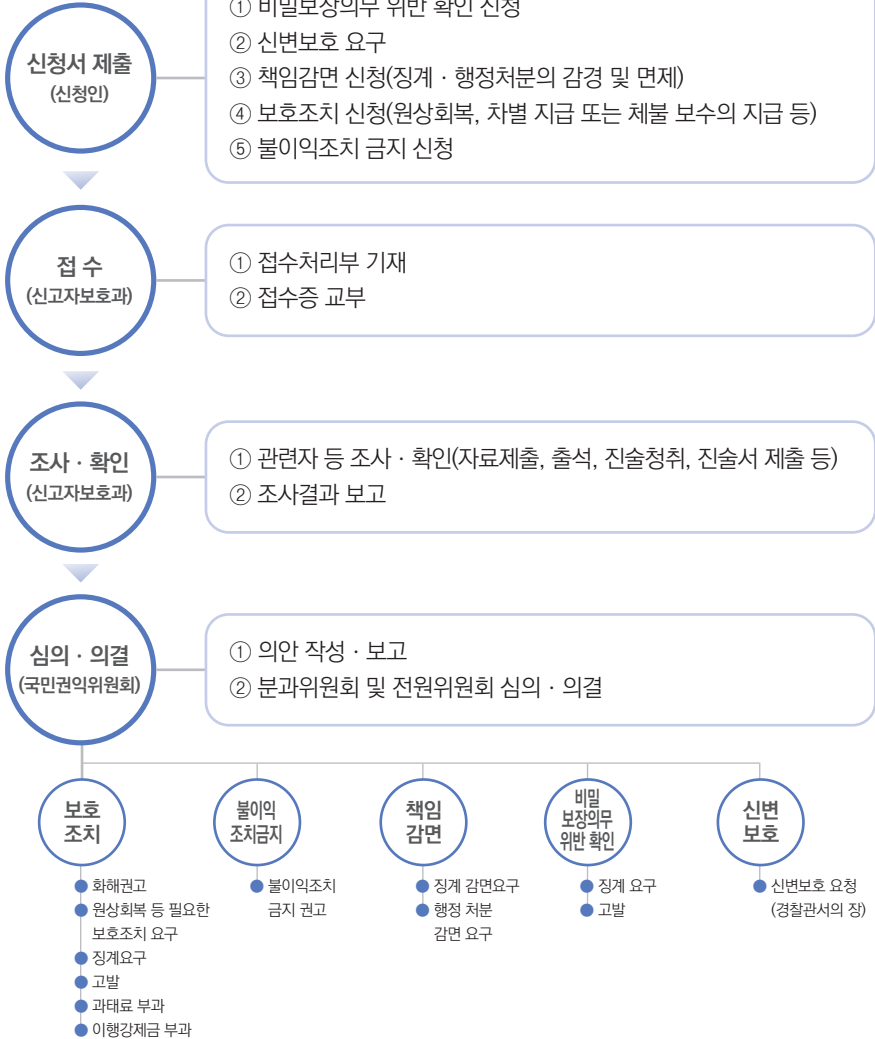 ① 비밀보장의무 위반 확인 신청
신청서 제출
(신청인)
② 신변보호 요구
③ 책임감면 신청(징계 · 행정처분의 감경 및 면제)
④ 보호조치 신청(원상회복, 차별 지급 또는 체불 보수의 지급 등)
⑤ 불이익조치 금지 신청
접 수
(신고자보호과)
① 접수처리부 기재
② 접수증 교부
조사 · 확인
(신고자보호과)
① 관련자 등 조사 · 확인(자료제출, 출석, 진술청취, 진술서 제출 등)
② 조사결과 보고
심의 · 의결
(국민권익위원회)
① 의안 작성 · 보고
② 분과위원회 및 전원위원회 심의 · 의결
보호
조치
화해권고
원상회복 등 필요한
보호조치 요구
징계요구
고발
과태료 부과
이행강제금 부과
불이익
조치금지
불이익조치
금지 권고
책임
감면
징계 감면요구
행정 처분
감면 요구
비밀
보장의무
위반 확인
징계 요구
고발
신변
보호
신변보호 요청
(경찰관서의 장)